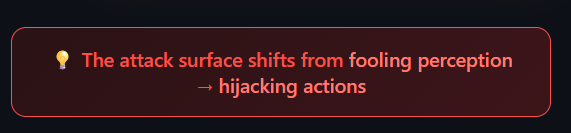 💡 The attack surface shifts from fooling perception
→ hijacking actions